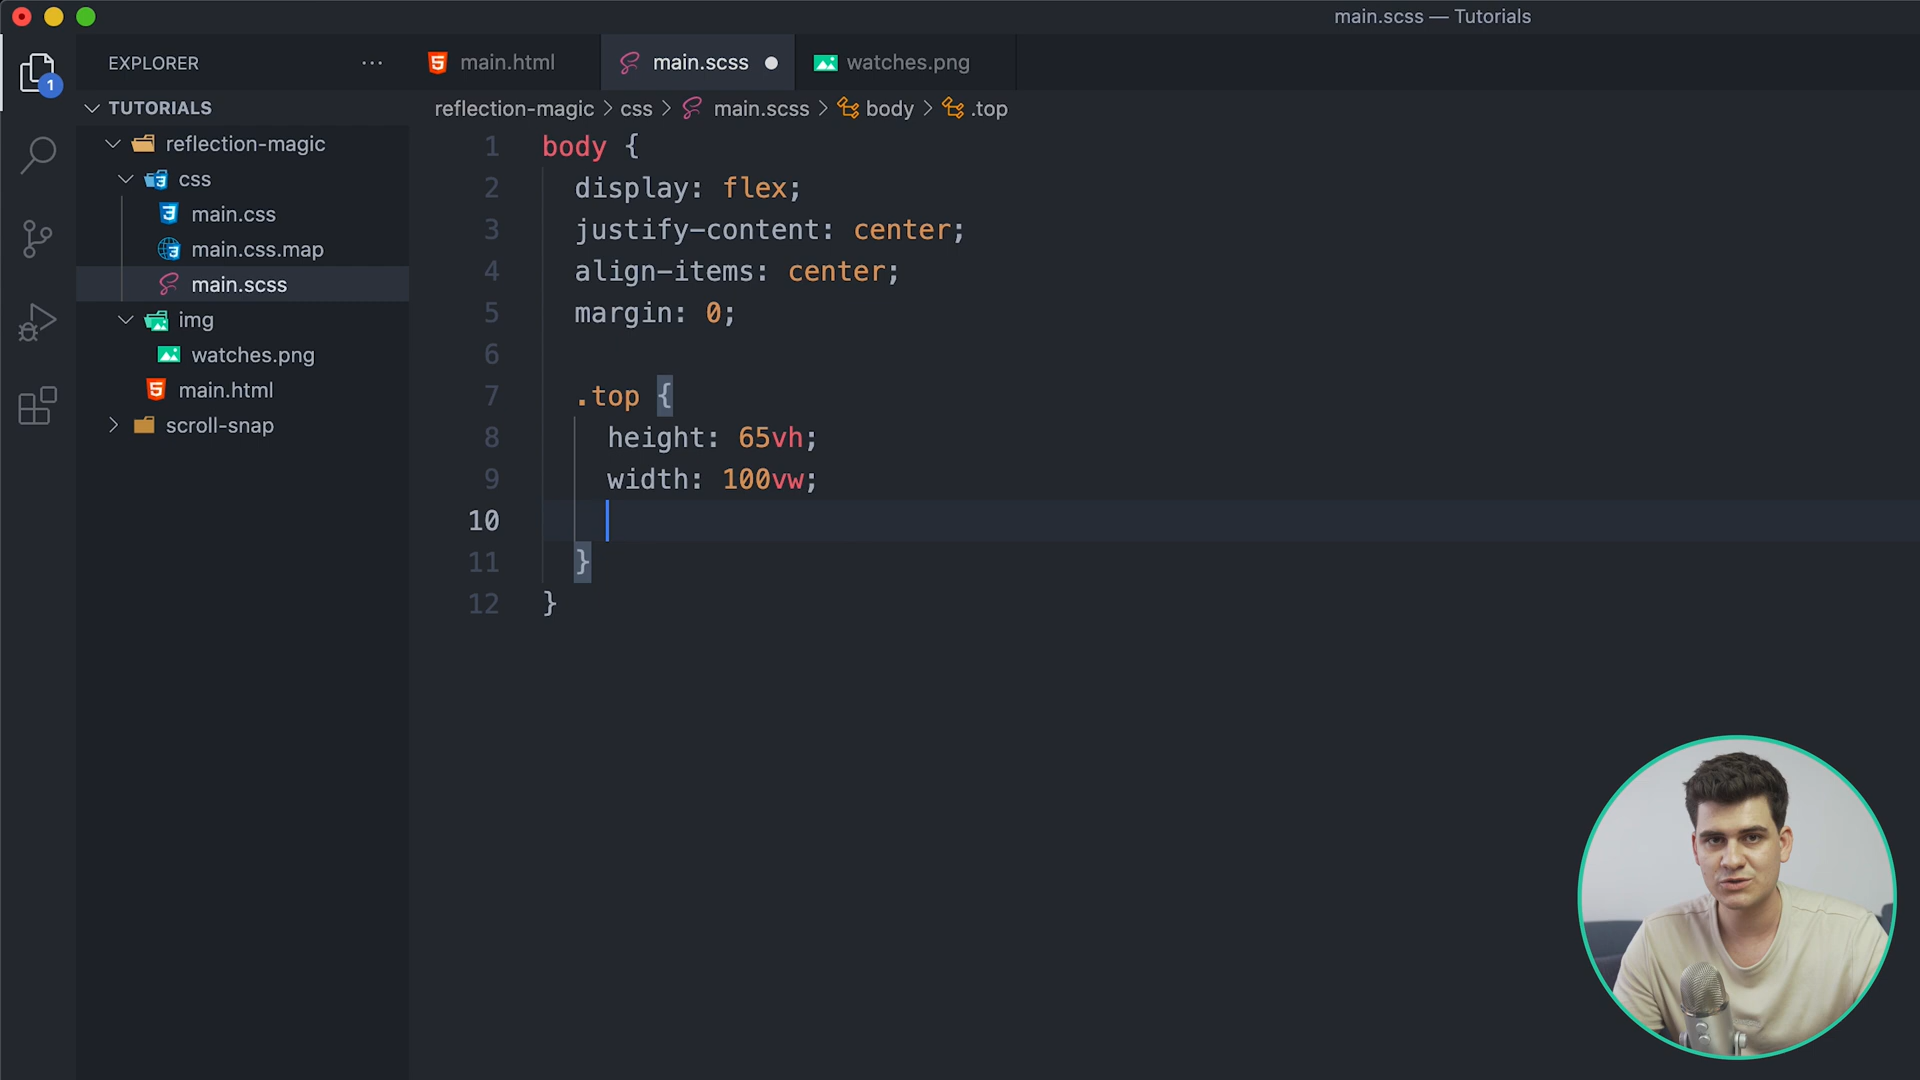 main.scss — Tutorials
EXPLORER
main.html
main.scss
watches.png
1
TUTORIALS
reflection-magic > css > main.scss > body > .top
reflection-magic
css
main.css
main.css.map
main.scss
img
watches.png
main.html
scroll-snap
1 body {
2 display: flex;
3 justify-content: center;
4 align-items: center;
5 margin: 0;
6
7 .top {
8 height: 65vh;
9 width: 100vw;
10
11 }
12 }